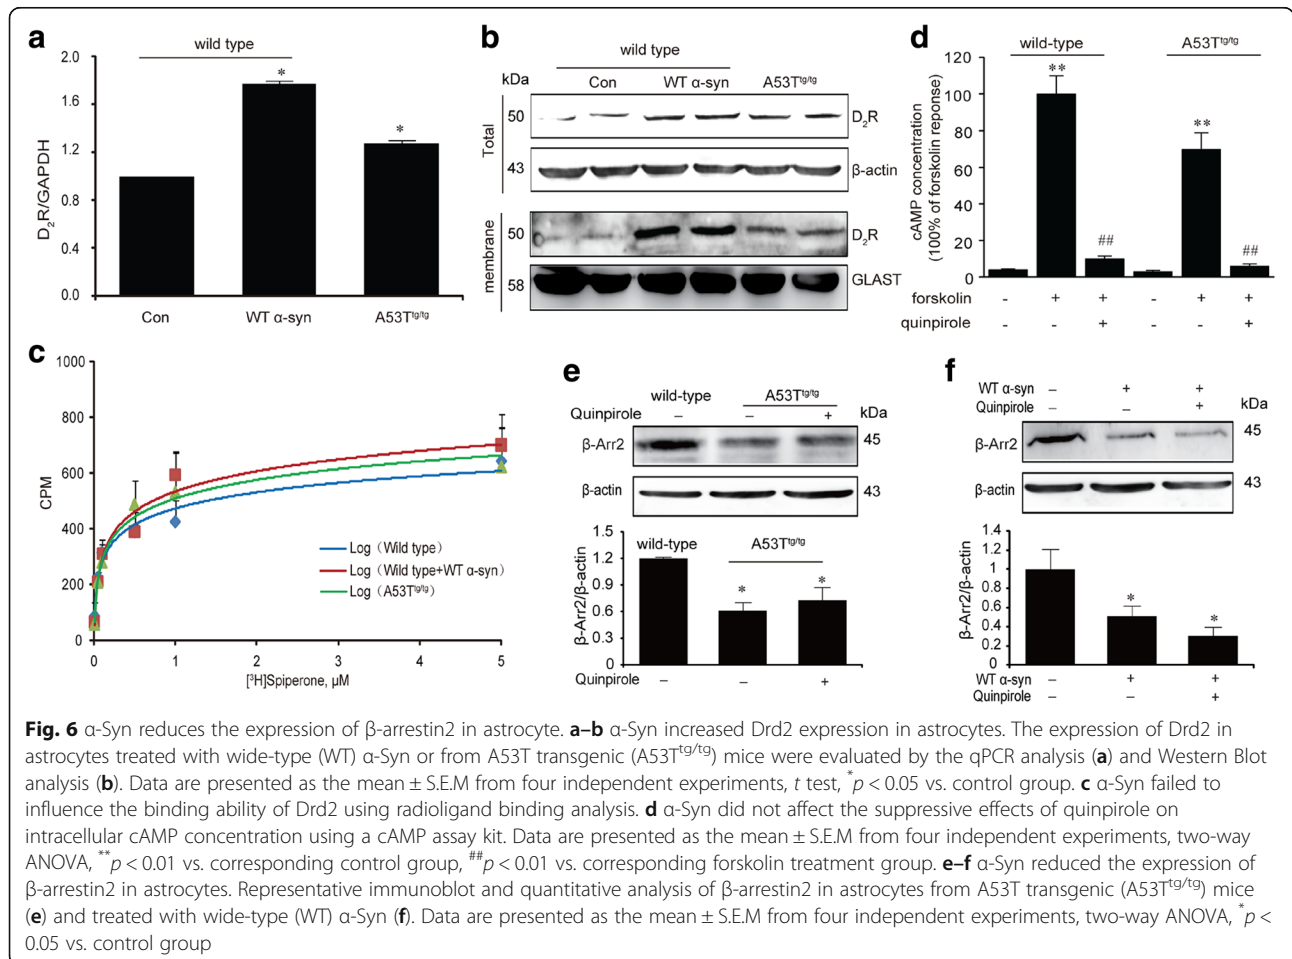 a
wild type
2.0
1.6
1.2
0.8
0.4
0.0
D2R/GAPDH
*
*
Con
WT α-syn
A53Ttg/tg
b
wild type
kDa
Con
WT α-syn
A53Ttg/tg
Total
50
D2R
43
β-actin
membrane
50
D2R
58
GLAST
d
wild-type
A53Ttg/tg
120
100
80
60
40
20
0
cAMP concentration
(100% of forskolin reponse)
**
##
**
##
forskolin - + + - + +
quinpirole - - + - - +
c
1000
800
600
400
200
0
CPM
Log (Wild type)
Log (Wild type+WT α-syn)
Log (A53Ttg/tg)
0 1 2 3 4 5
[3H]Spiperone, μM
e
wild-type
A53Ttg/tg
Quinpirole – – +
kDa
β-Arr2
45
β-actin
43
wild-type
A53Ttg/tg
1.5
1.2
0.9
0.6
0.3
0
β-Arr2/β-actin
*
*
Quinpirole – – +
f
WT α-syn – + +
Quinpirole – – +
kDa
β-Arr2
45
β-actin
43
1.4
1.2
1
0.8
0.6
0.4
0.2
0
β-Arr2/β-actin
*
*
WT α-syn – + +
Quinpirole – – +
Fig. 6 α-Syn reduces the expression of β-arrestin2 in astrocyte. a–b α-Syn increased Drd2 expression in astrocytes. The expression of Drd2 in
astrocytes treated with wide-type (WT) α-Syn or from A53T transgenic (A53Ttg/tg) mice were evaluated by the qPCR analysis (a) and Western Blot
analysis (b). Data are presented as the mean ± S.E.M from four independent experiments, t test, *p < 0.05 vs. control group. c α-Syn failed to
influence the binding ability of Drd2 using radioligand binding analysis. d α-Syn did not affect the suppressive effects of quinpirole on
intracellular cAMP concentration using a cAMP assay kit. Data are presented as the mean ± S.E.M from four independent experiments, two-way
ANOVA, **p < 0.01 vs. corresponding control group, ##p < 0.01 vs. corresponding forskolin treatment group. e–f α-Syn reduced the expression of
β-arrestin2 in astrocytes. Representative immunoblot and quantitative analysis of β-arrestin2 in astrocytes from A53T transgenic (A53Ttg/tg) mice
(e) and treated with wide-type (WT) α-Syn (f). Data are presented as the mean ± S.E.M from four independent experiments, two-way ANOVA, *p <
0.05 vs. control group